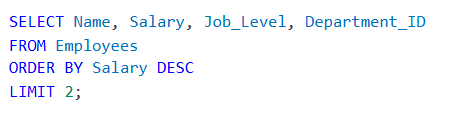 SELECT Name, Salary, Job_Level, Department_ID
FROM Employees
ORDER BY Salary DESC
LIMIT 2;